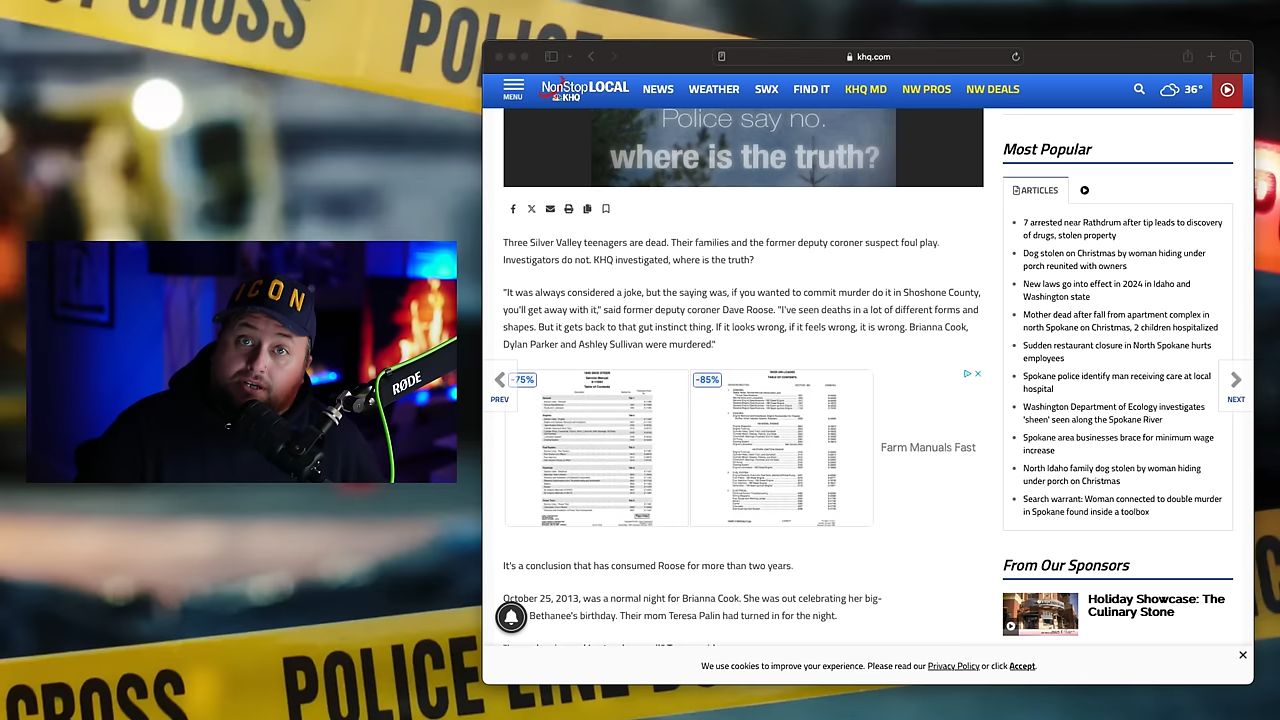 CROSS
POLICE
khq.com
MENU
NonStop LOCAL
KHQ
NEWS
WEATHER
SWX
FIND IT
KHQ MD
NW PROS
NW DEALS
36°
Police say no.
where is the truth?
Three Silver Valley teenagers are dead. Their families and the former deputy coroner suspect foul play.
Investigators do not. KHQ investigated, where is the truth?
"It was always considered a joke, but the saying was, if you wanted to commit murder do it in Shoshone County,
you'll get away with it," said former deputy coroner Dave Roose. "I've seen deaths in a lot of different forms and
shapes. But it gets back to that gut instinct thing. If it looks wrong, if it feels wrong, it is wrong. Brianna Cook,
Dylan Parker and Ashley Sullivan were murdered."
PREV
-75%
-85%
Farm Manuals Fast
It's a conclusion that has consumed Roose for more than two years.
October 25, 2013, was a normal night for Brianna Cook. She was out celebrating her big-
Bethanee's birthday. Their mom Teresa Palin had turned in for the night.
Most Popular
ARTICLES
7 arrested near Rathdrum after tip leads to discovery
of drugs, stolen property
Dog stolen on Christmas by woman hiding under
porch reunited with owners
New laws go into effect in 2024 in Idaho and
Washington state
Mother dead after fall from apartment complex in
north Spokane on Christmas, 2 children hospitalized
Sudden restaurant closure in North Spokane hurts
employees
police identify man receiving care at local
hospital
Washington Department of Ecology
the Spokane River
businesses brace for minimum wage
increase
North Idaho family dog stolen by woman hiding
under porch on Christmas
Search warrant: Woman connected to double murder
in Spokane found inside a toolbox
NEXT
From Our Sponsors
Holiday Showcase: The
Culinary Stone
We use cookies to improve your experience. Please read our Privacy Policy or click Accept.
ICON
RØDE
CROSS
POLICE LINE DO